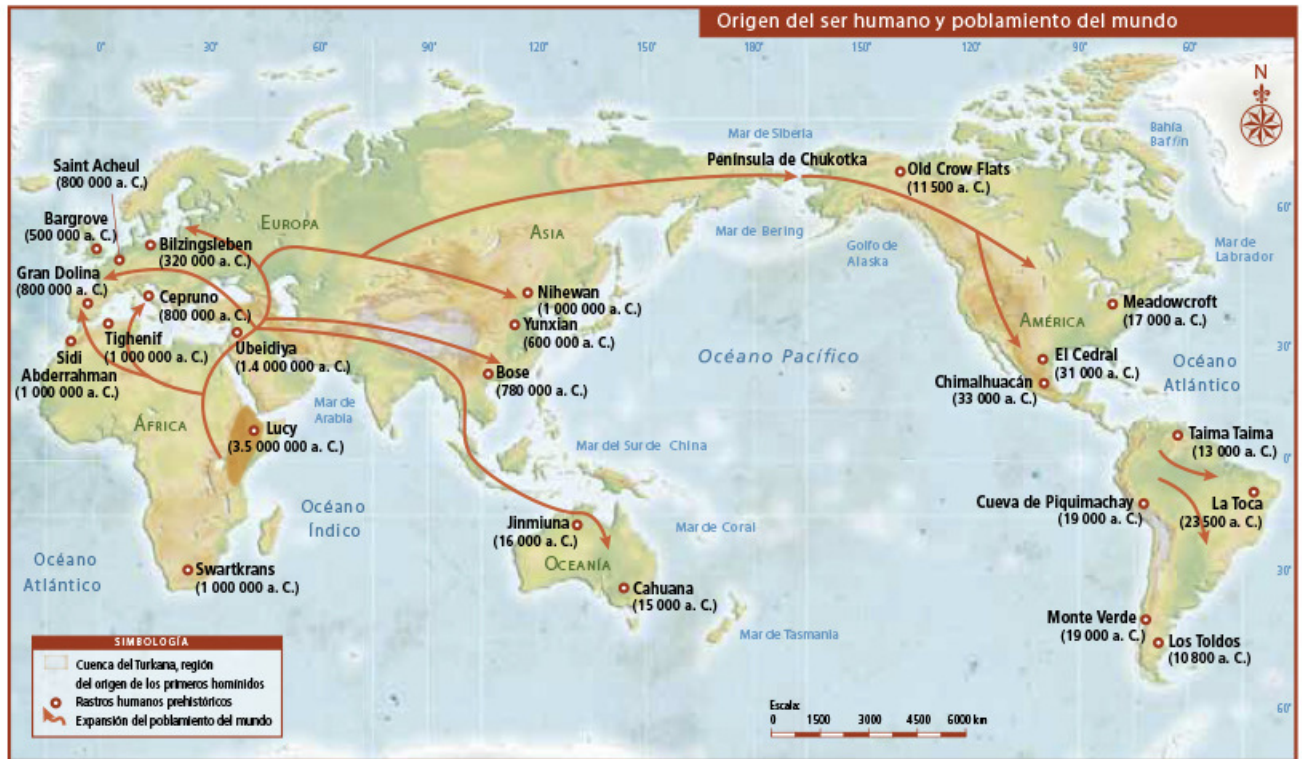 Origen del ser humano y poblamiento del mundo
0°
30°
60°
90°
120°
150°
180°
150°
120°
90°
60°
N
Mar de Siberia
Bahía
Baffin
Península de Chukotka
Old Crow Flats
(11 500 a. C.)
Saint Acheul
(800 000 a. C.)
Bargrove
(500 000 a. C.)
EUROPA
ASIA
60°
60°
Bilzingsleben
(320 000 a. C.)
Mar de Bering
Golfo de
Alaska
Mar de
Labrador
Gran Dolina
(800 000 a. C.)
Cepruno
(800 000 a. C.)
Nihewan
(1 000 000 a. C.)
Meadowcroft
(17 000 a. C.)
Yunxian
(600 000 a. C.)
AMÉRICA
Tighenif
(1 000 000 a. C.)
Ubeidiya
(1.4 000 000 a. C.)
Sidi
Abderrahman
(1 000 000 a. C.)
Océano Pacífico
30°
30°
El Cedral
(31 000 a. C.)
Océano
Atlántico
Bose
(780 000 a. C.)
Chimalhuacán
(33 000 a. C.)
Mar de
Arabia
ÁFRICA
Lucy
(3.5 000 000 a. C.)
Mar del Sur de China
Taima Taima
(13 000 a. C.)
0°
0°
Océano
Índico
Cueva de Piquimachay
(19 000 a. C.)
La Toca
(23 500 a. C.)
Jinmiuna
(16 000 a. C.)
Mar de Coral
OCEANÍA
Océano
Atlántico
Swartkrans
(1 000 000 a. C.)
30°
30°
Cahuana
(15 000 a. C.)
Monte Verde
(19 000 a. C.)
Mar de Tasmania
Los Toldos
(10 800 a. C.)
SIMBOLOGÍA
Cuenca del Turkana, región
del origen de los primeros homínidos
Rastros humanos prehistóricos
Expansión del poblamiento del mundo
Escala:
0 1500 3000 4500 6000 km
60°
60°